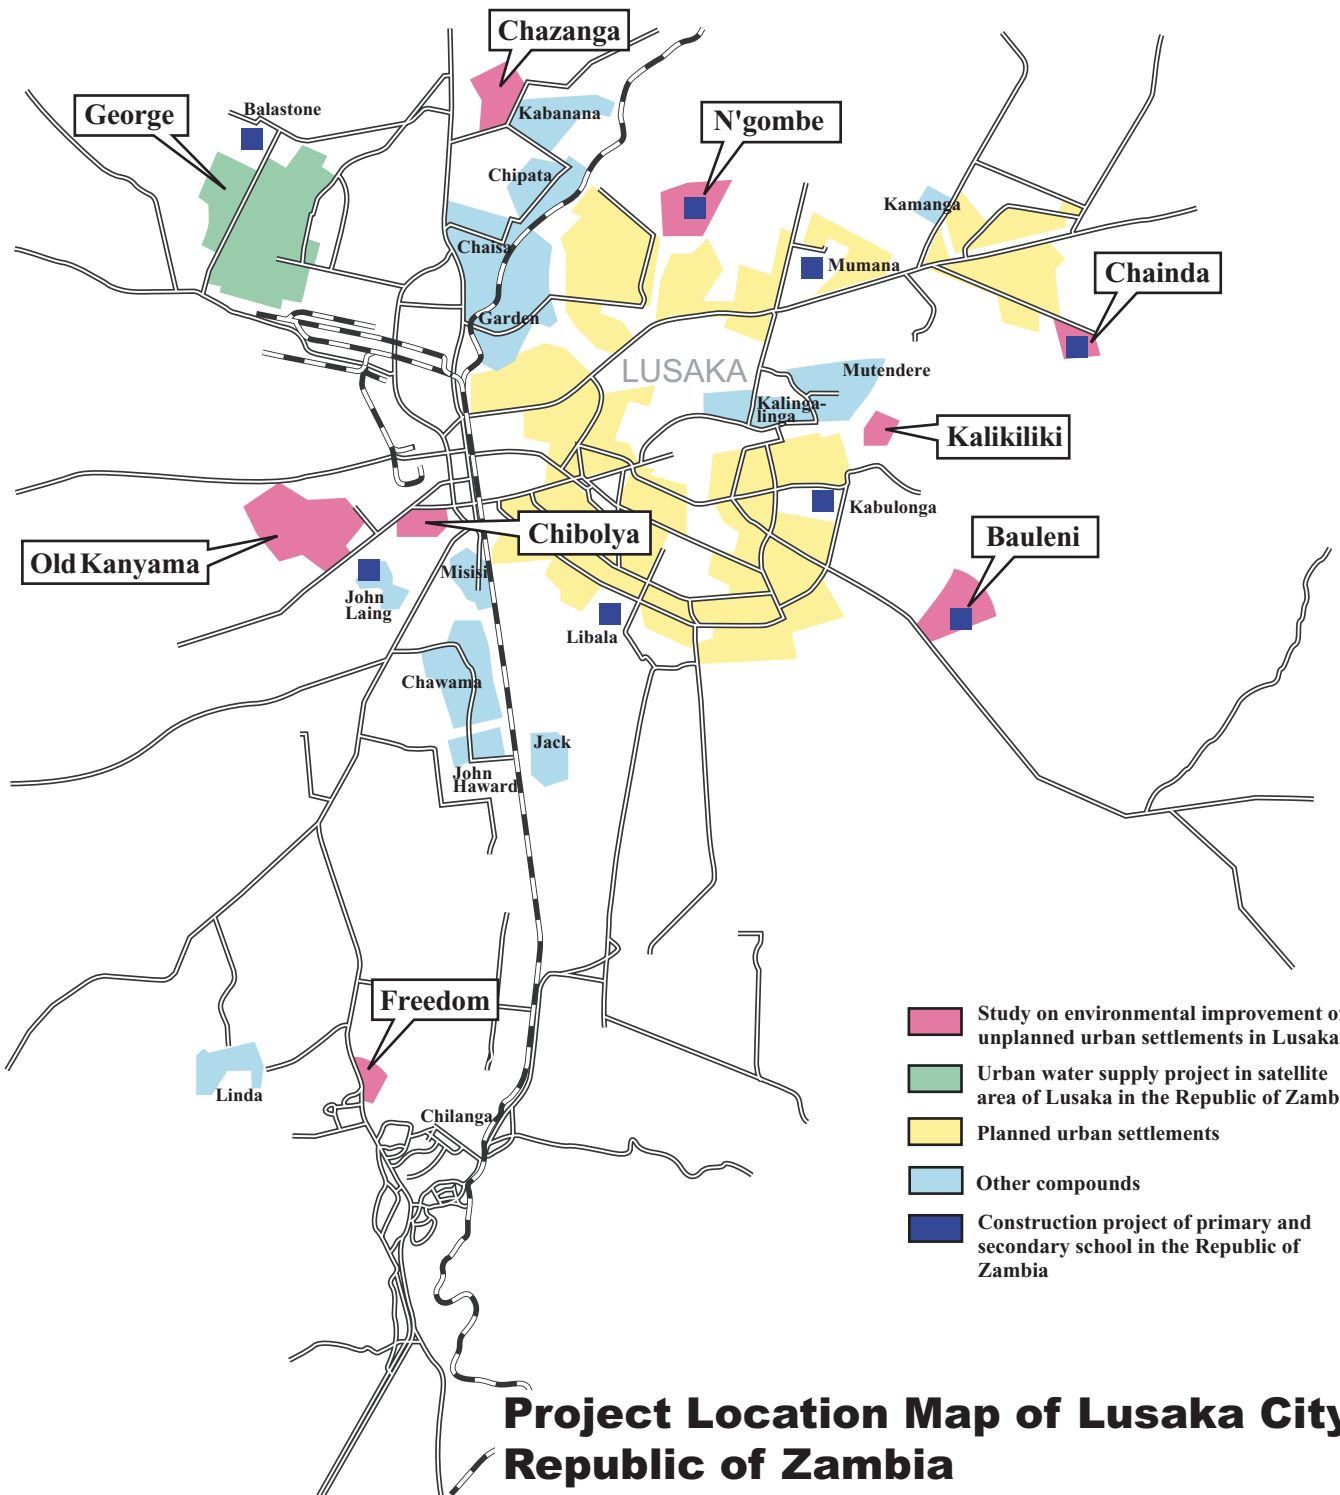 Chazanga
George
Balastone
Kabanana
N'gombe
Chipata
Kamanga
Chaisa
Mumana
Chainda
Garden
LUSAKA
Mutendere
Kalinga-
linga
Kalikiliki
Kabulonga
Chibolya
Bauleni
Old Kanyama
Misisi
John
Laing
Libala
Chawama
Jack
John
Haward
Freedom
Linda
Chilanga
Study on environmental improvement o
unplanned urban settlements in Lusaka
Urban water supply project in satellite
area of Lusaka in the Republic of Zamb
Planned urban settlements
Other compounds
Construction project of primary and
secondary school in the Republic of
Zambia
Project Location Map of Lusaka City
Republic of Zambia